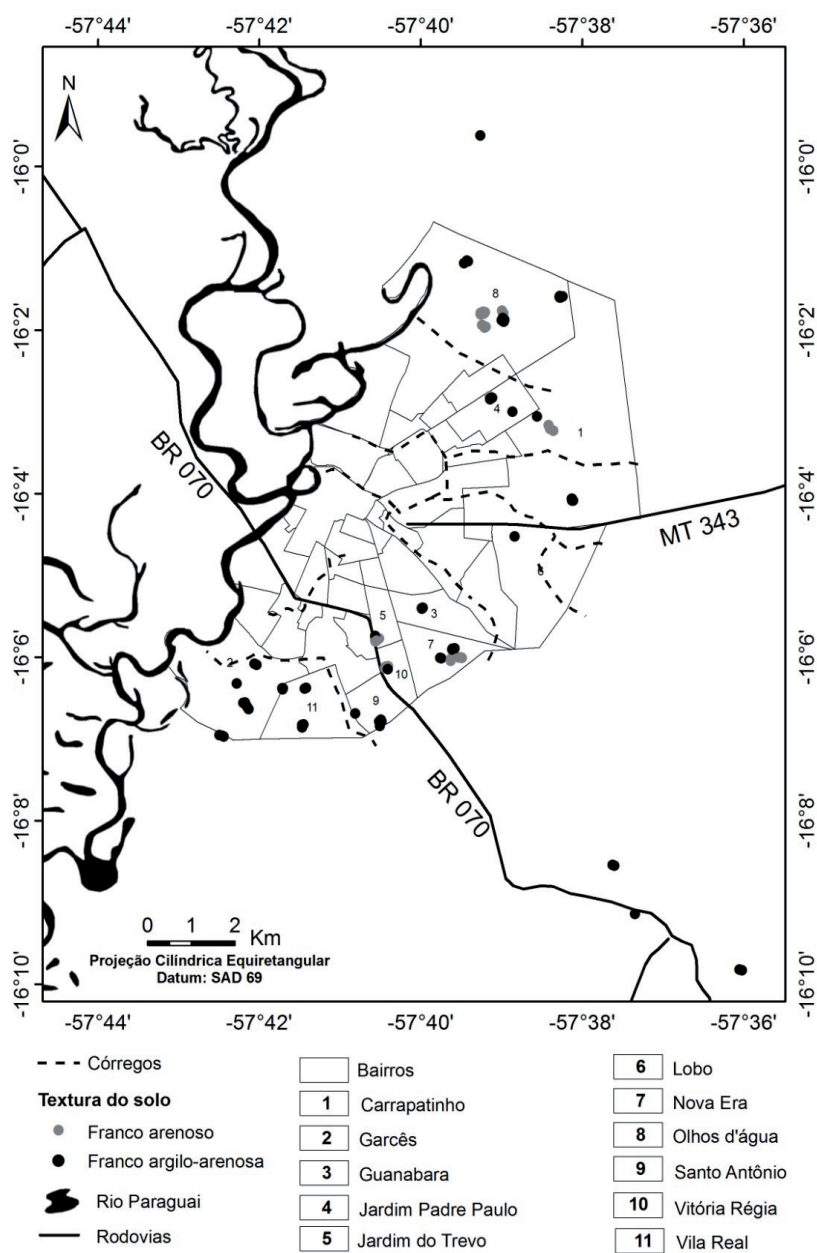 -57°44' -57°42' -57°40' -57°38' -57°36'
N
-16°0' -16°0'
8
-16°2' -16°2'
4
1
BR 070
-16°4' -16°4'
MT 343
6
3
5
7
-16°6' -16°6'
2
10
9
11
BR 070
-16°8' -16°8'
0 1 2
Km
Projeção Cilíndrica Equiretangular
Datum: SAD 69
-16°10' -16°10'
-57°44' -57°42' -57°40' -57°38' -57°36'
Córregos
Textura do solo
Franco arenoso
Franco argilo-arenosa
Rio Paraguai
Rodovias
Bairros
1 Carrapatinho
2 Garcês
3 Guanabara
4 Jardim Padre Paulo
5 Jardim do Trevo
6 Lobo
7 Nova Era
8 Olhos d'água
9 Santo Antônio
10 Vitória Régia
11 Vila Real